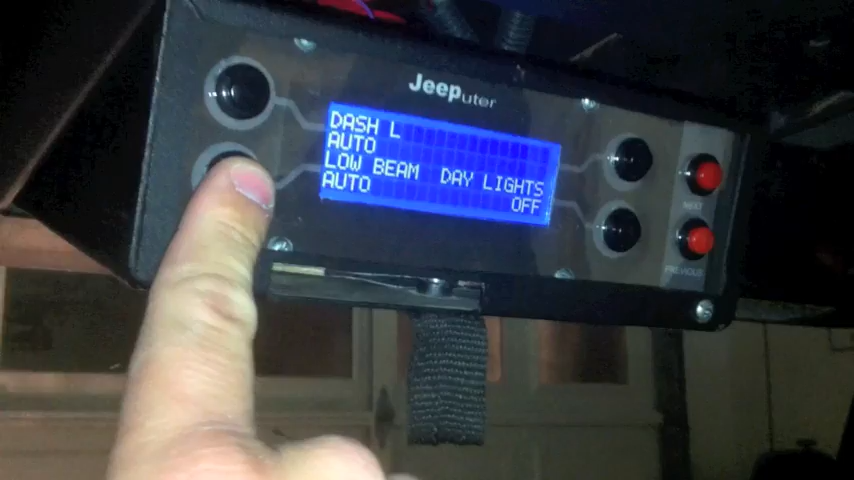 Jeeputer
DASH L
AUTO
LOW BEAM DAY LIGHTS
AUTO OFF
NEXT
PREVIOUS